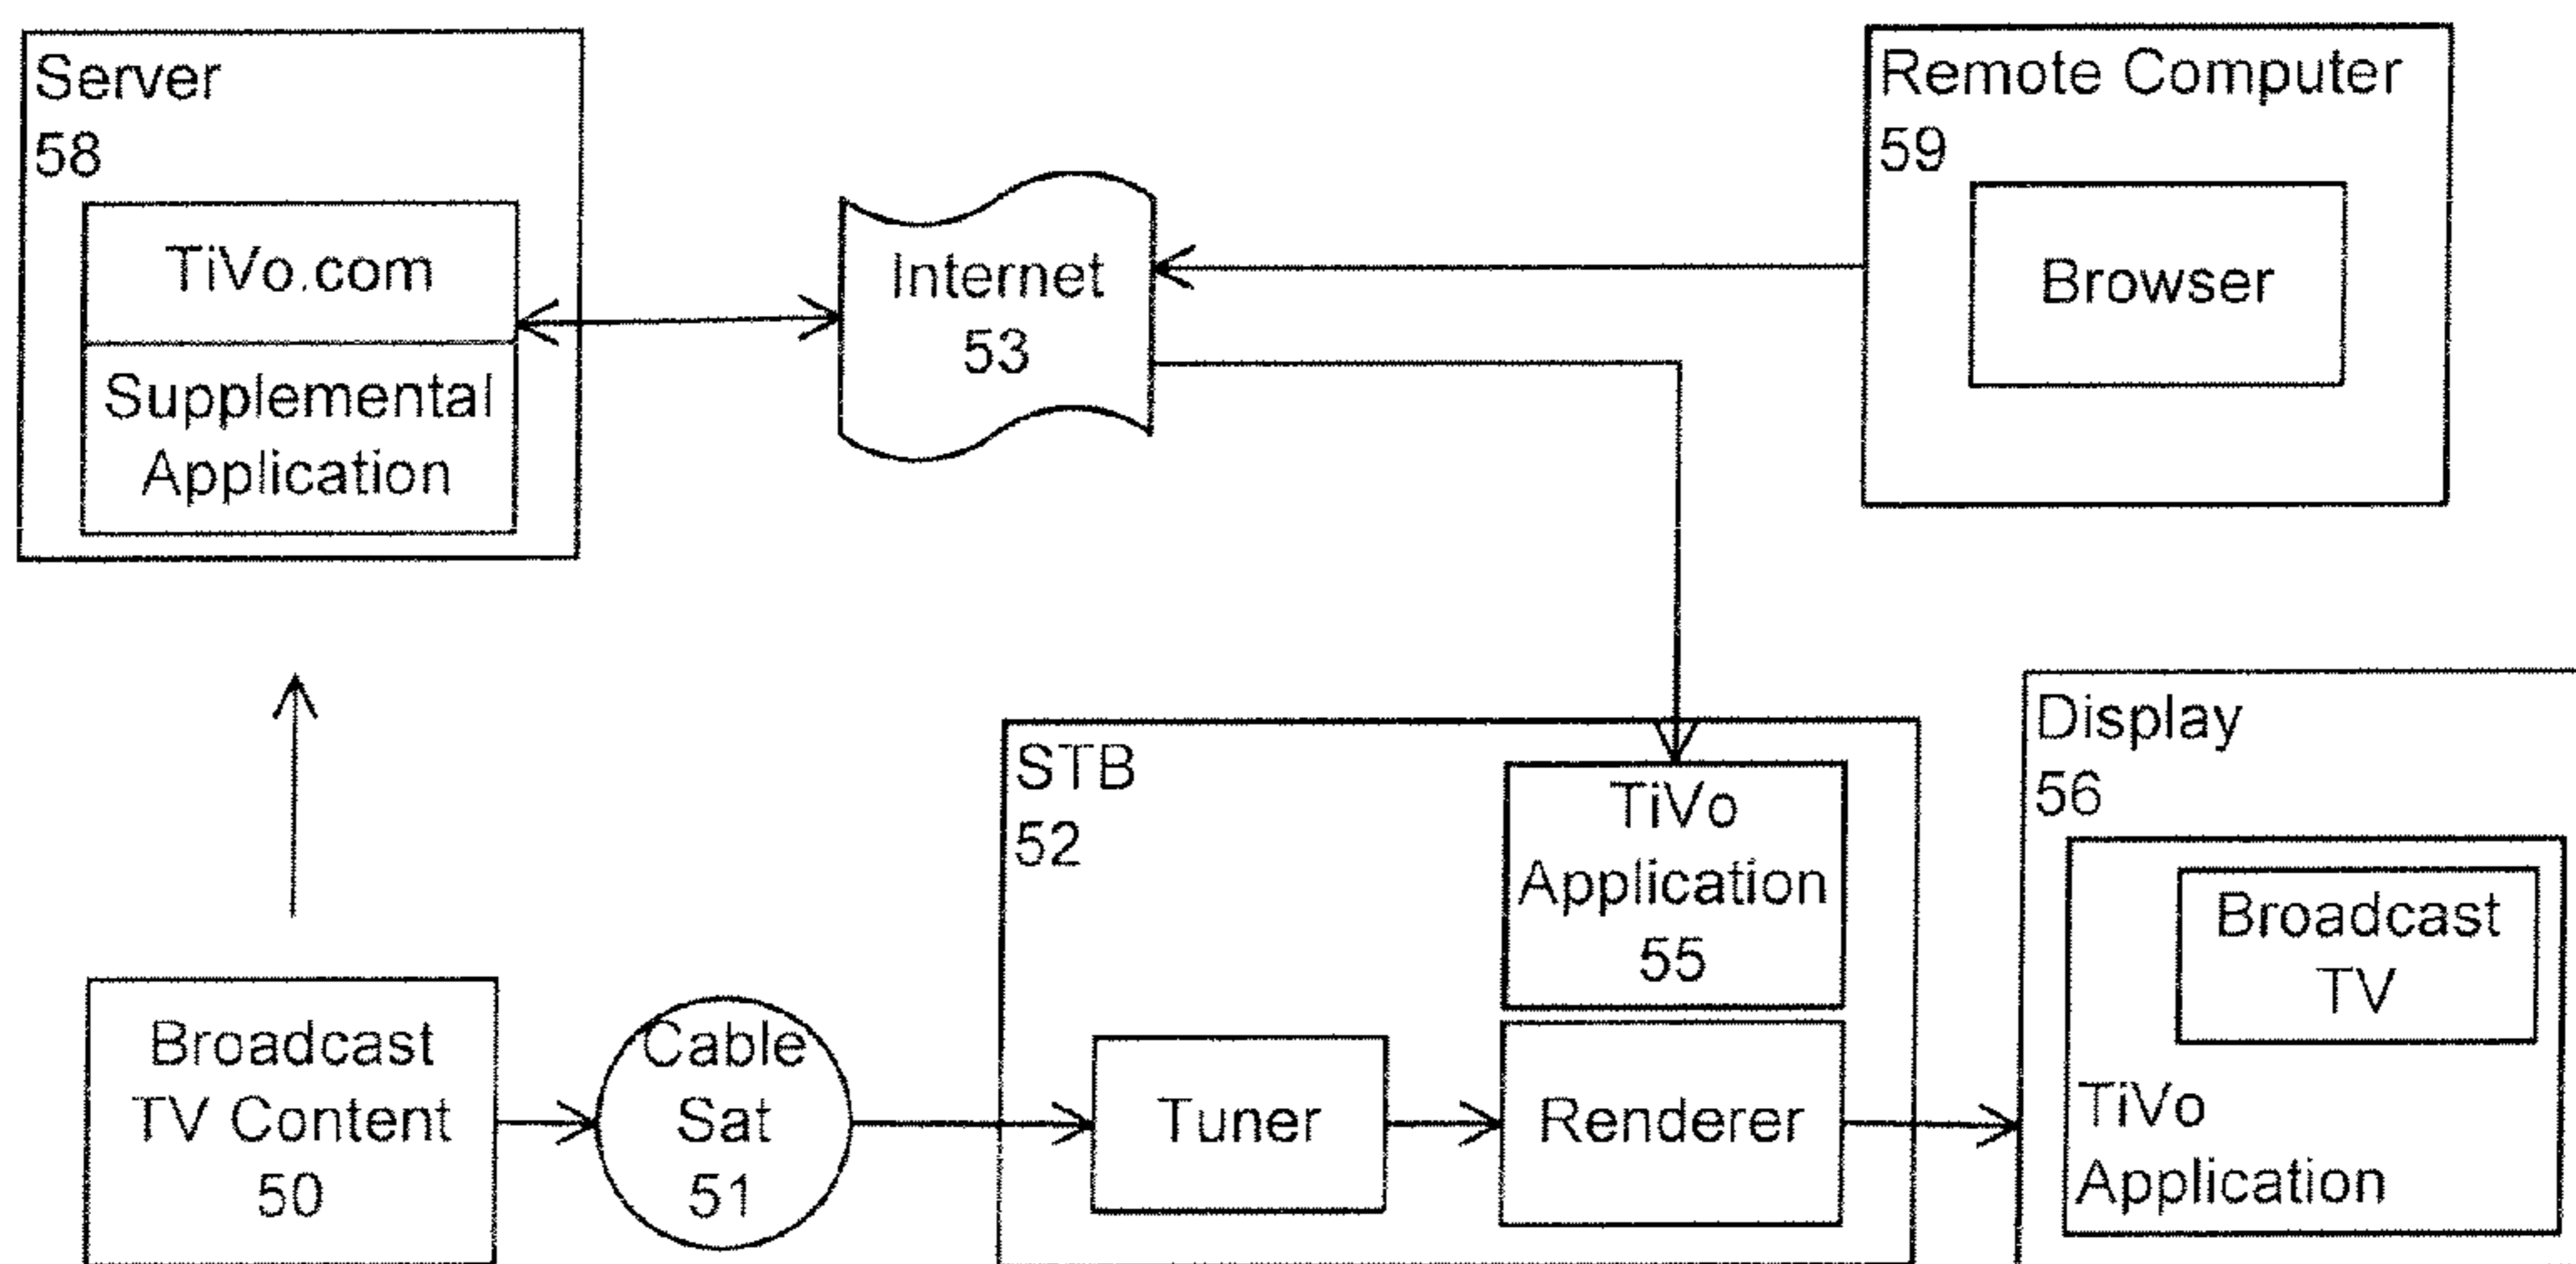 Server
58
TiVo.com
Supplemental
Application
Internet
53
Remote Computer
59
Browser
Broadcast
TV Content
50
Cable
Sat
51
STB
52
TiVo
Application
55
Tuner
Renderer
Display
56
Broadcast
TV
TiVo
Application